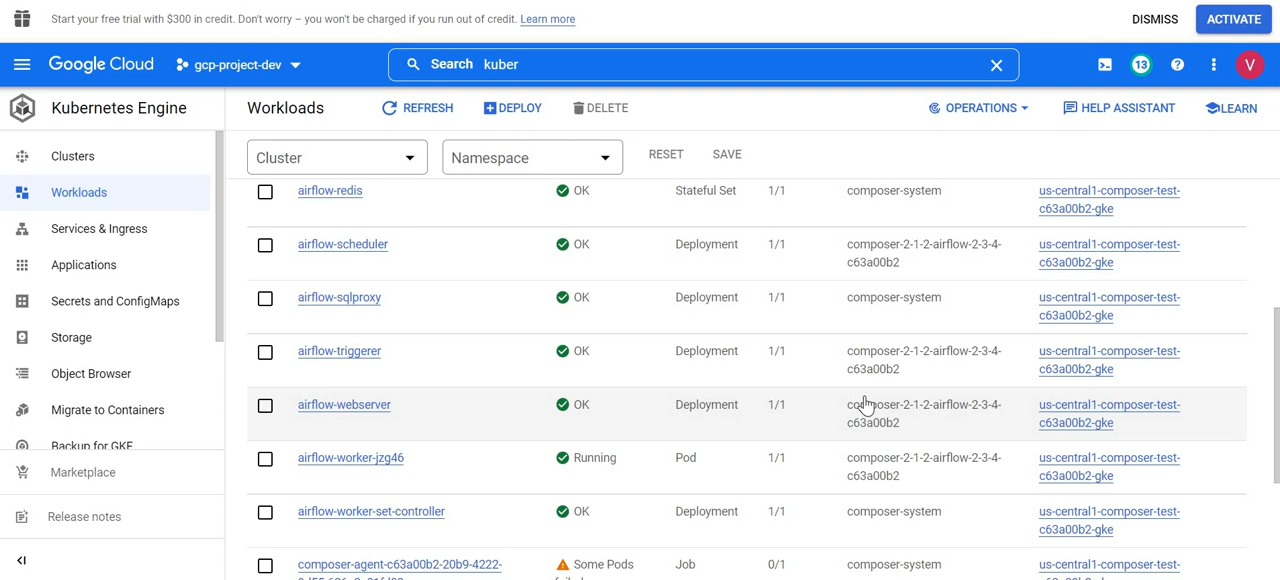 Start your free trial with $300 in credit. Don't worry – you won't be charged if you run out of credit. Learn more
DISMISS
ACTIVATE
Google Cloud
gcp-project-dev
Search kuber
13
V
Kubernetes Engine
Workloads
REFRESH
DEPLOY
DELETE
OPERATIONS
HELP ASSISTANT
LEARN
Clusters
Workloads
Services & Ingress
Applications
Secrets and ConfigMaps
Storage
Object Browser
Migrate to Containers
Backup for GKE
Marketplace
Release notes
Cluster
Namespace
RESET
SAVE
airflow-redis OK Stateful Set 1/1 composer-system us-central1-composer-test-
c63a00b2-gke
airflow-scheduler OK Deployment 1/1 composer-2-1-2-airflow-2-3-4- us-central1-composer-test-
c63a00b2 c63a00b2-gke
airflow-sqlproxy OK Deployment 1/1 composer-system us-central1-composer-test-
c63a00b2-gke
airflow-triggerer OK Deployment 1/1 composer-2-1-2-airflow-2-3-4- us-central1-composer-test-
c63a00b2 c63a00b2-gke
airflow-webserver OK Deployment 1/1 composer-2-1-2-airflow-2-3-4- us-central1-composer-test-
c63a00b2 c63a00b2-gke
airflow-worker-jzg46 Running Pod 1/1 composer-2-1-2-airflow-2-3-4- us-central1-composer-test-
c63a00b2 c63a00b2-gke
airflow-worker-set-controller OK Deployment 1/1 composer-system us-central1-composer-test-
c63a00b2-gke
composer-agent-c63a00b2-20b9-4222- Some Pods Job 0/1 composer-system us-central1-composer-test-